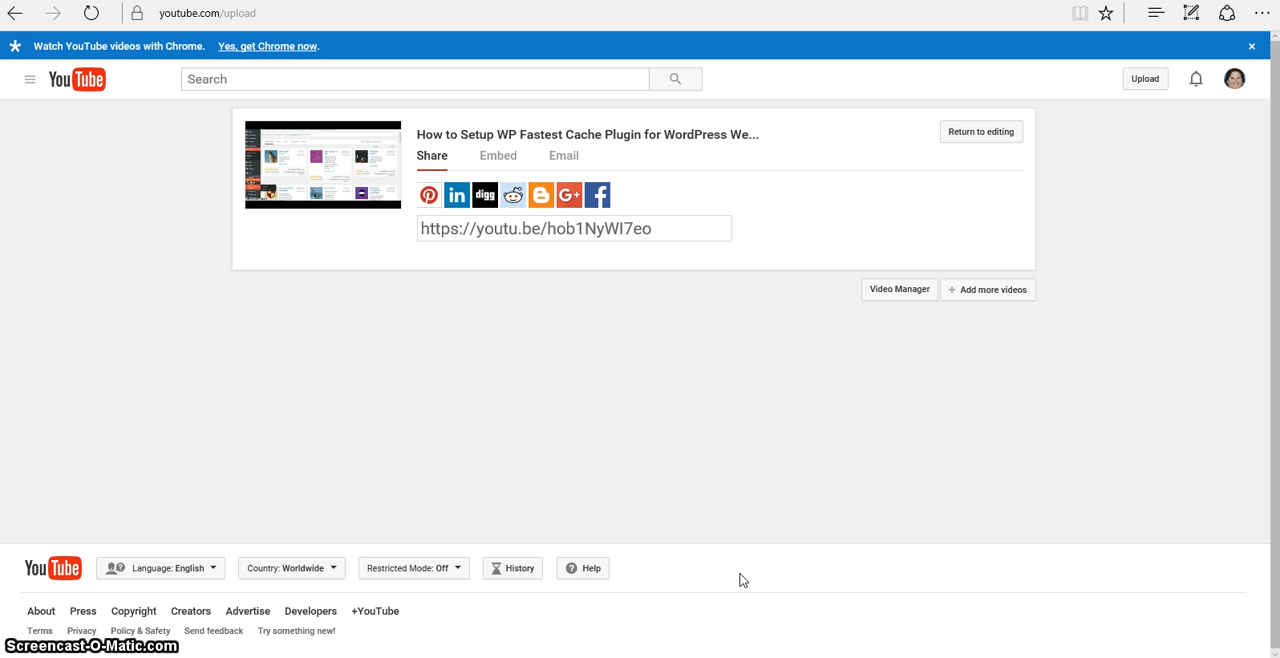 youtube.com/upload
Watch YouTube videos with Chrome. Yes, get Chrome now.
YouTube
Search
Upload
How to Setup WP Fastest Cache Plugin for WordPress We...
Return to editing
Share Embed Email
in digg G+ f
https://youtu.be/hob1NyWI7eo
Video Manager + Add more videos
YouTube Language: English Country: Worldwide Restricted Mode: Off History Help
About Press Copyright Creators Advertise Developers +YouTube
Terms Privacy Policy & Safety Send feedback Try something new!
Screencast-O-Matic.com